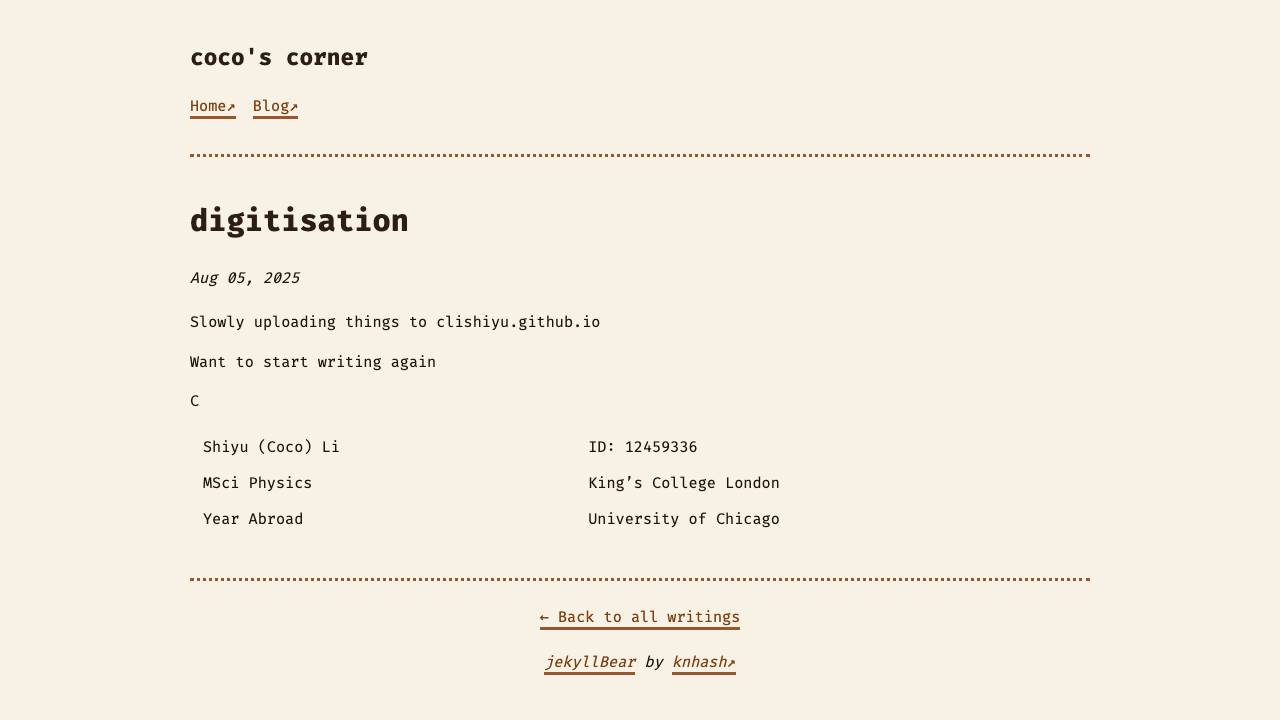 coco's corner
Home↗ Blog↗
digitisation
Aug 05, 2025
Slowly uploading things to clishiyu.github.io
Want to start writing again
C
Shiyu (Coco) Li ID: 12459336
MSci Physics King’s College London
Year Abroad University of Chicago
← Back to all writings
jekyllBear by knhash↗